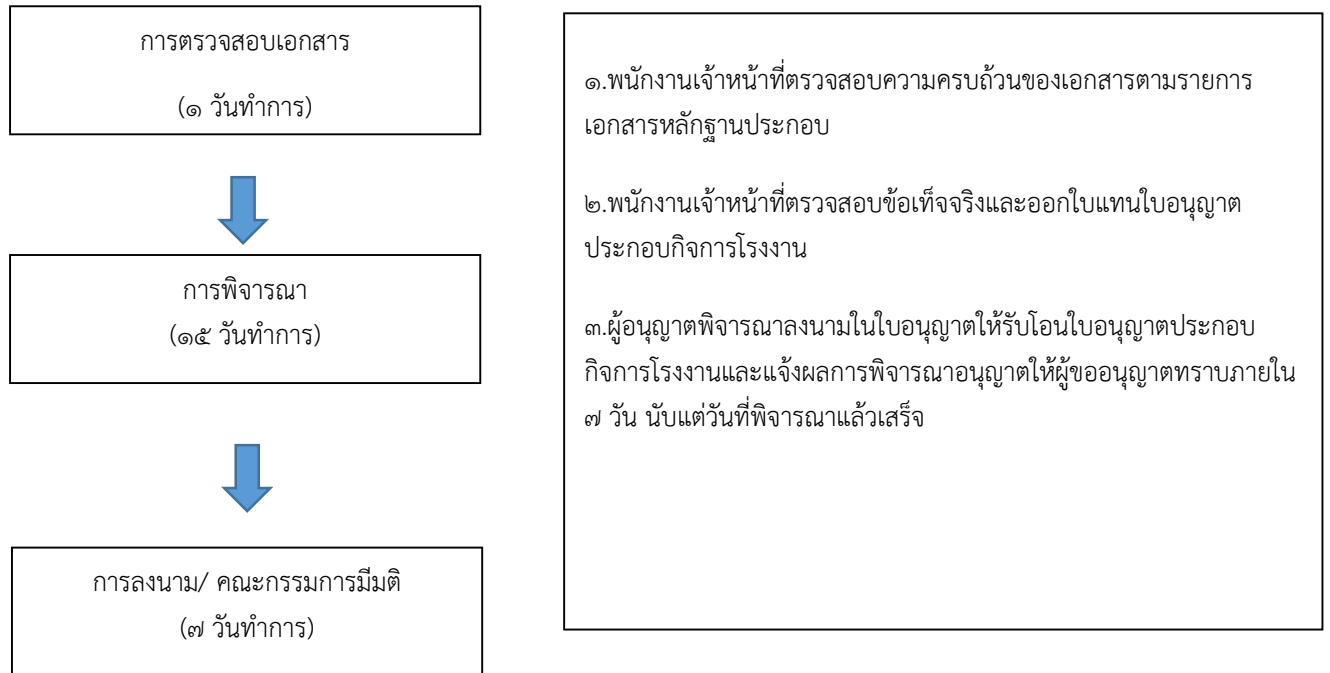 การตรวจสอบเอกสาร
(๑ วันทำการ)
การพิจารณา
(๑๕ วันทำการ)
การลงนาม/ คณะกรรมการมีมติ
(๗ วันทำการ)
๑.พนักงานเจ้าหน้าที่ตรวจสอบความครบถ้วนของเอกสารตามรายการ
เอกสารหลักฐานประกอบ
๒.พนักงานเจ้าหน้าที่ตรวจสอบข้อเท็จจริงและออกใบแทนใบอนุญาต
ประกอบกิจการโรงงาน
๓.ผู้อนุญาตพิจารณาลงนามในใบอนุญาตให้รับโอนใบอนุญาตประกอบ
กิจการโรงงานและแจ้งผลการพิจารณาอนุญาตให้ผู้ขออนุญาตทราบภายใน
๗ วัน นับแต่วันที่พิจารณาแล้วเสร็จ